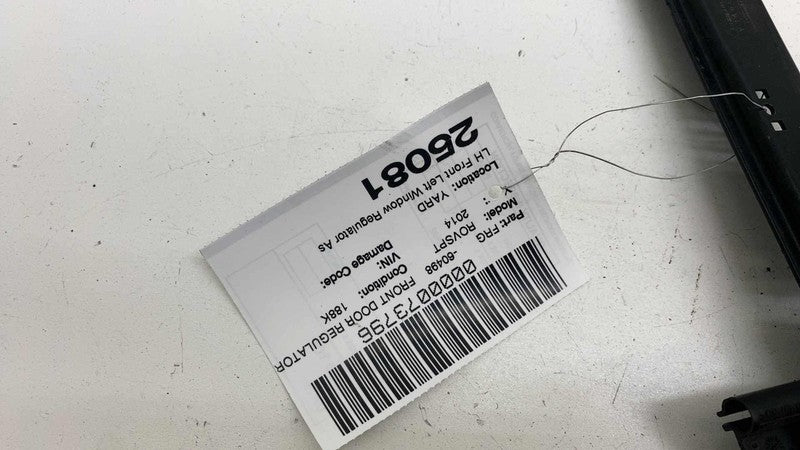 0000073796
Part: FRG -60498 FRONT DOOR REGULATOR
Model: ROVSPT Condition: 188K
Y : 2014 VIN:
Location: YARD Damage Code:
LH Front Left Window Regulator As
25081